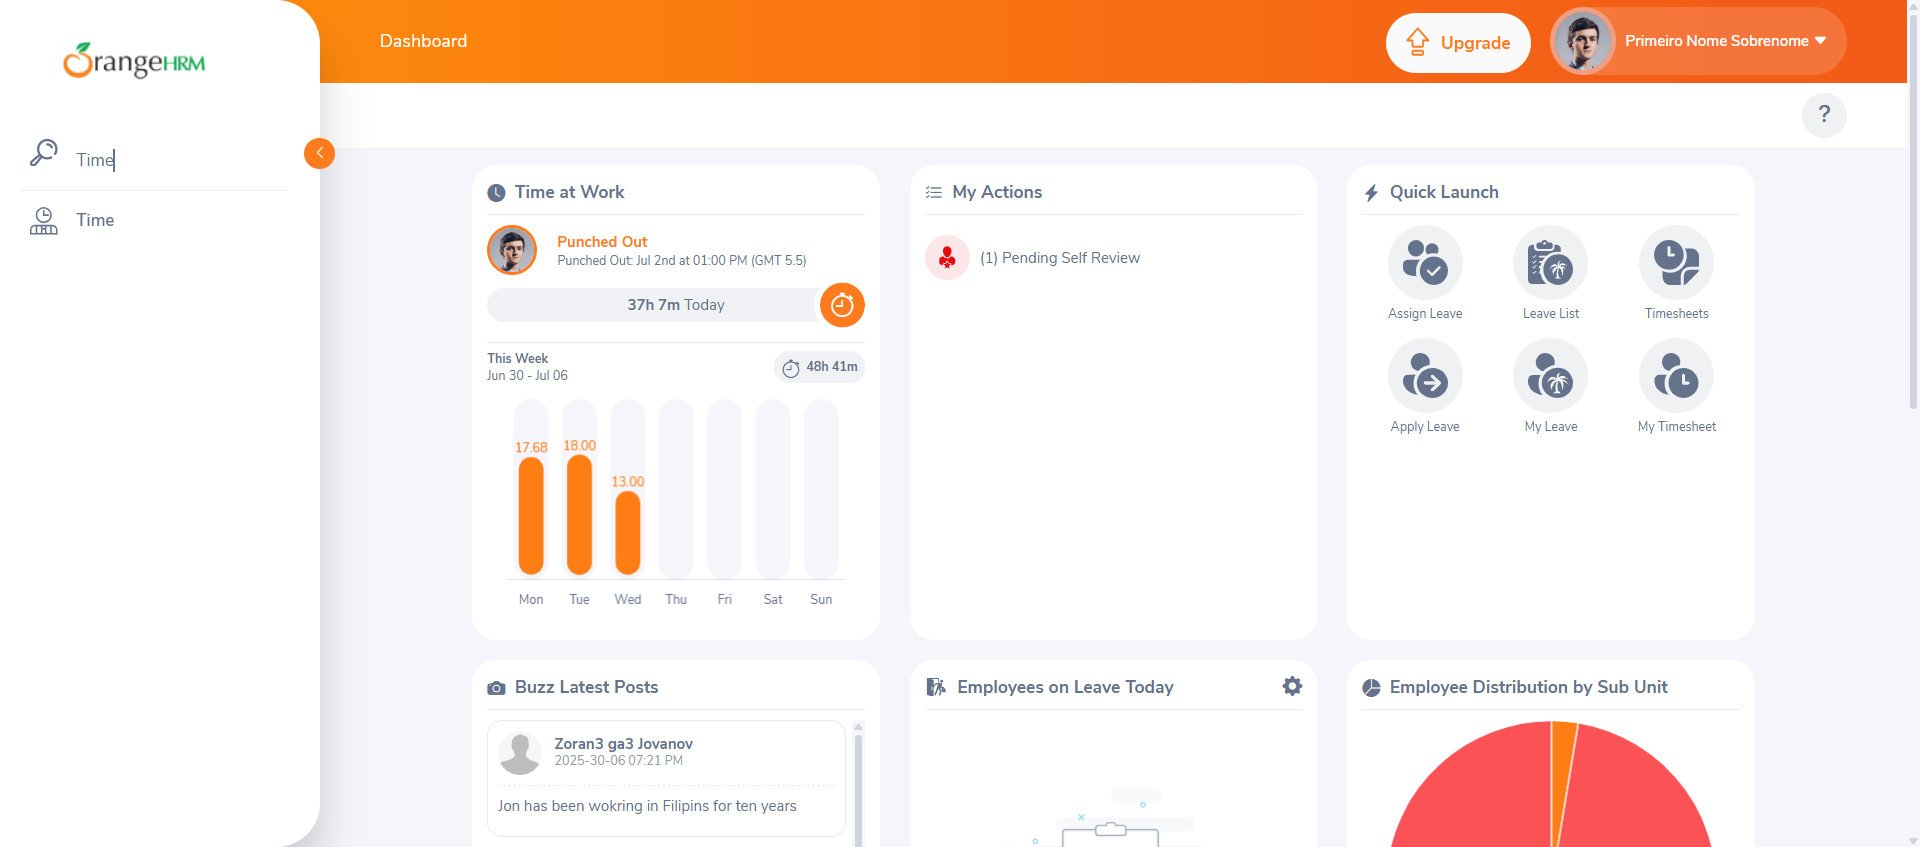 OrangeHRM
Time
Time
Dashboard
Upgrade
Primeiro Nome Sobrenome
?
Time at Work
Punched Out
Punched Out: Jul 2nd at 01:00 PM (GMT 5.5)
37h 7m Today
This Week
Jun 30 - Jul 06
48h 41m
17.68
18.00
13.00
Mon Tue Wed Thu Fri Sat Sun
My Actions
(1) Pending Self Review
Quick Launch
Assign Leave
Leave List
Timesheets
Apply Leave
My Leave
My Timesheet
Buzz Latest Posts
Zoran3 ga3 Jovanov
2025-30-06 07:21 PM
Jon has been wokring in Filipins for ten years
Employees on Leave Today
Employee Distribution by Sub Unit